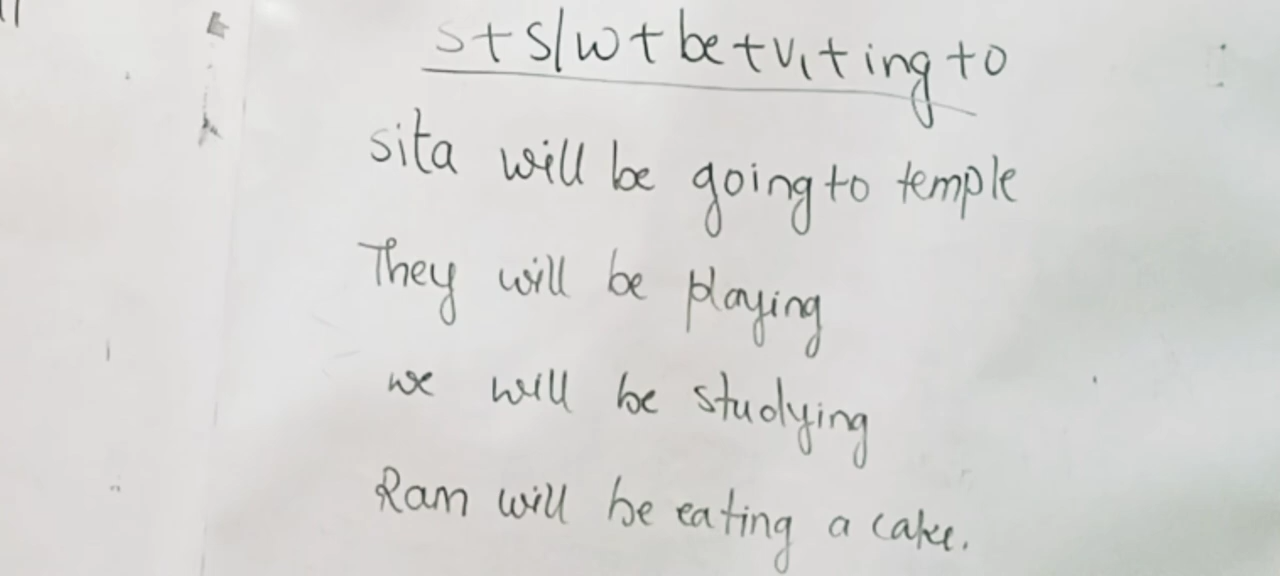 S+S/W+be+V1+ing+O
sita will be going to temple
They will be playing
we will be studying
Ram will be eating a cake.